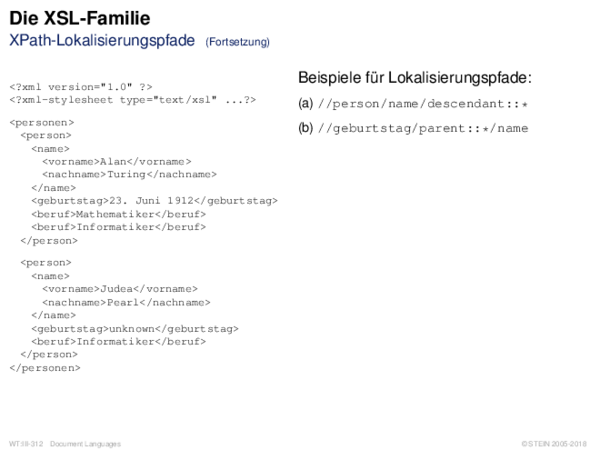 Die XSL-Familie
XPath-Lokalisierungspfade (Fortsetzung)
<?xml version="1.0" ?>
<?xml-stylesheet type="text/xsl" ...?>
<personen>
<person>
<name>
<vorname>Alan</vorname>
<nachname>Turing</nachname>
</name>
<geburtstag>23. Juni 1912</geburtstag>
<beruf>Mathematiker</beruf>
<beruf>Informatiker</beruf>
</person>
<person>
<name>
<vorname>Judea</vorname>
<nachname>Pearl</nachname>
</name>
<geburtstag>unknown</geburtstag>
<beruf>Informatiker</beruf>
</person>
</personen>
Beispiele für Lokalisierungspfade:
(a) //person/name/descendant::*
(b) //geburtstag/parent::*/name
WT:III-312 Document Languages
© STEIN 2005-2018